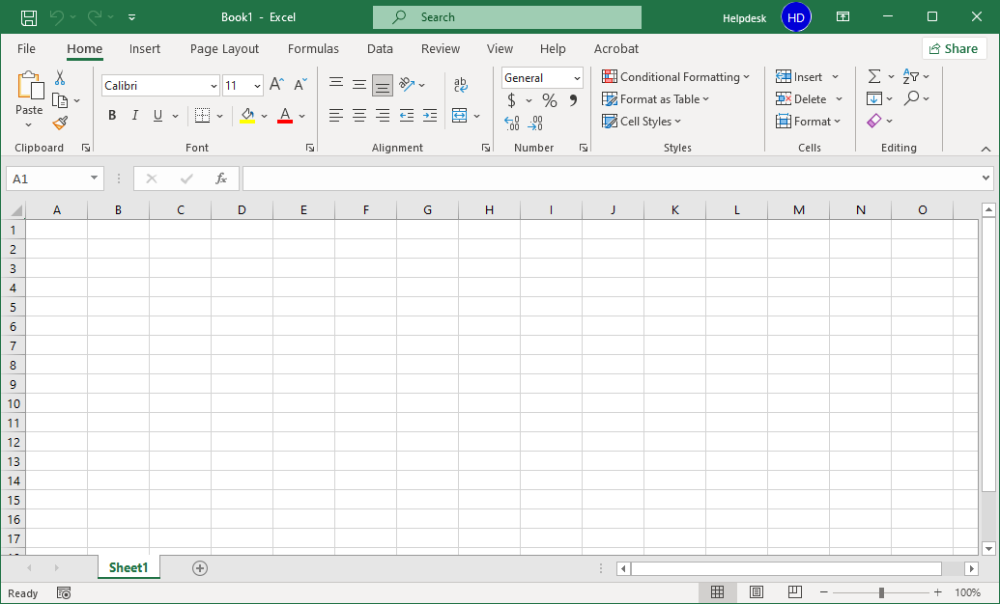 Book1 - Excel
Search
Helpdesk
HD
File Home Insert Page Layout Formulas Data Review View Help Acrobat
Share
Paste
Clipboard
Calibri 11 A A
B I U A
Font
ab
c
Alignment
General
$ % 9
.00 .00
.0 →0
Number
Conditional Formatting
Format as Table
Cell Styles
Styles
Insert
Delete
Format
Cells
Σ A
Z
Editing
A1 fx
A B C D E F G H I J K L M N O
1
2
3
4
5
6
7
8
9
10
11
12
13
14
15
16
17
Sheet1
Ready
100%